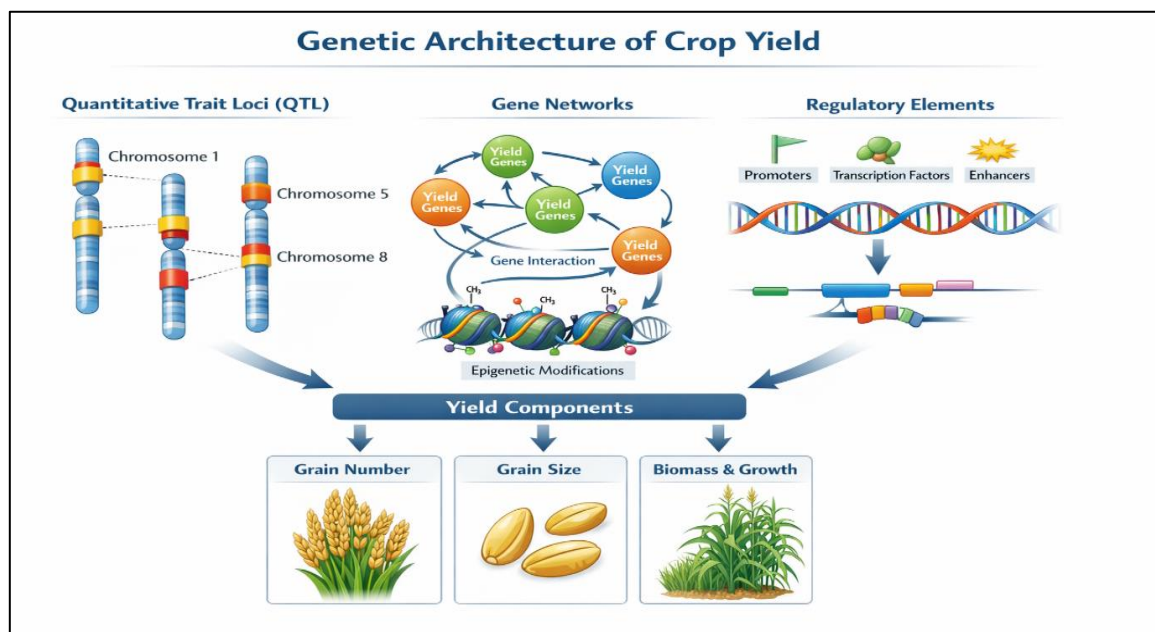 Genetic Architecture of Crop Yield
Quantitative Trait Loci (QTL)
Chromosome 1
Chromosome 5
Chromosome 8
Gene Networks
Yield
Genes
Yield
Genes
Yield
Genes
Yield
Genes
Yield
Genes
Gene Interaction
CH₃
CH₃
CH₃
Epigenetic Modifications
Regulatory Elements
Promoters
Transcription Factors
Enhancers
Yield Components
Grain Number
Grain Size
Biomass & Growth